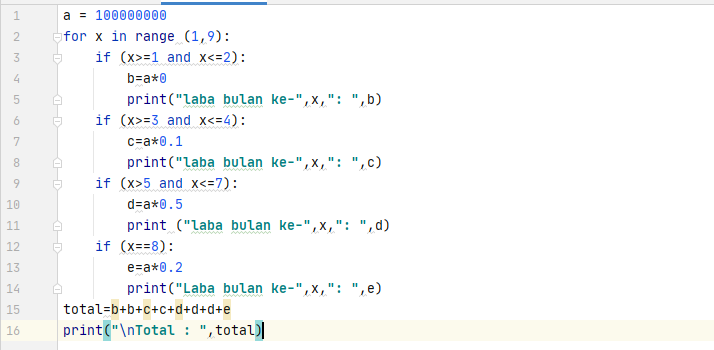 1 a = 100000000
2 for x in range (1,9):
3     if (x>=1 and x<=2):
4         b=a*0
5         print("laba bulan ke-",x,": ",b)
6     if (x>=3 and x<=4):
7         c=a*0.1
8         print("laba bulan ke-",x,": ",c)
9     if (x>5 and x<=7):
10         d=a*0.5
11         print ("laba bulan ke-",x,": ",d)
12     if (x==8):
13         e=a*0.2
14         print("Laba bulan ke-",x,": ",e)
15 total=b+b+c+c+d+d+d+e
16 print("\nTotal : ",total)